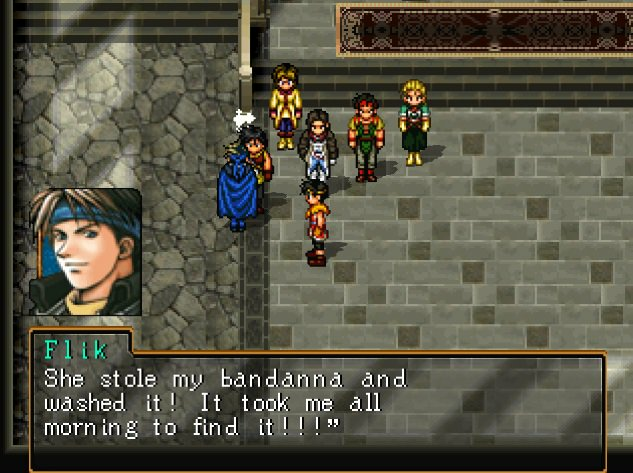 Flik
She stole my bandanna and
washed it! It took me all
morning to find it!!!”